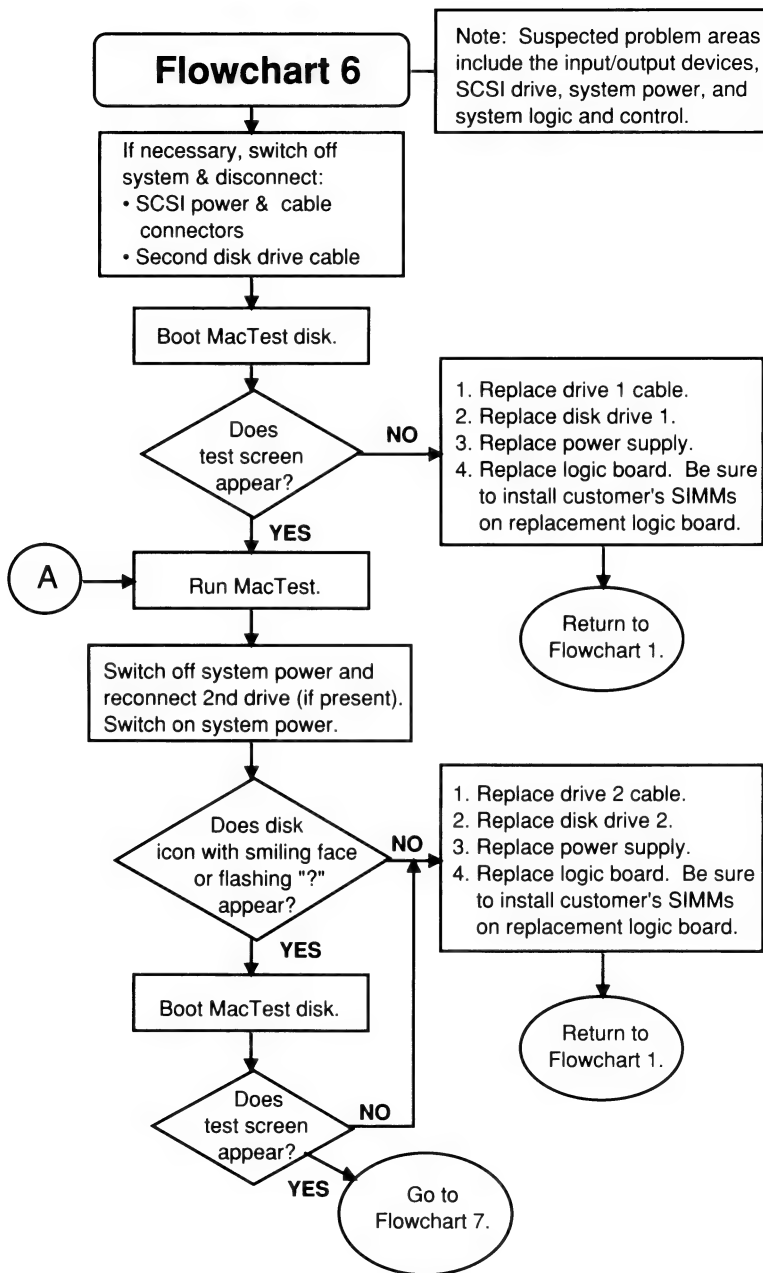 Flowchart 6
Note: Suspected problem areas
include the input/output devices,
SCSI drive, system power, and
system logic and control.
If necessary, switch off
system & disconnect:
• SCSI power & cable
connectors
• Second disk drive cable
Boot MacTest disk.
Does
test screen
appear?
NO
1. Replace drive 1 cable.
2. Replace disk drive 1.
3. Replace power supply.
4. Replace logic board. Be sure
to install customer's SIMMs
on replacement logic board.
YES
A
Run MacTest.
Return to
Flowchart 1.
Switch off system power and
reconnect 2nd drive (if present).
Switch on system power.
Does disk
icon with smiling face
or flashing "?"
appear?
NO
1. Replace drive 2 cable.
2. Replace disk drive 2.
3. Replace power supply.
4. Replace logic board. Be sure
to install customer's SIMMs
on replacement logic board.
YES
Boot MacTest disk.
Return to
Flowchart 1.
Does
test screen
appear?
NO
YES
Go to
Flowchart 7.